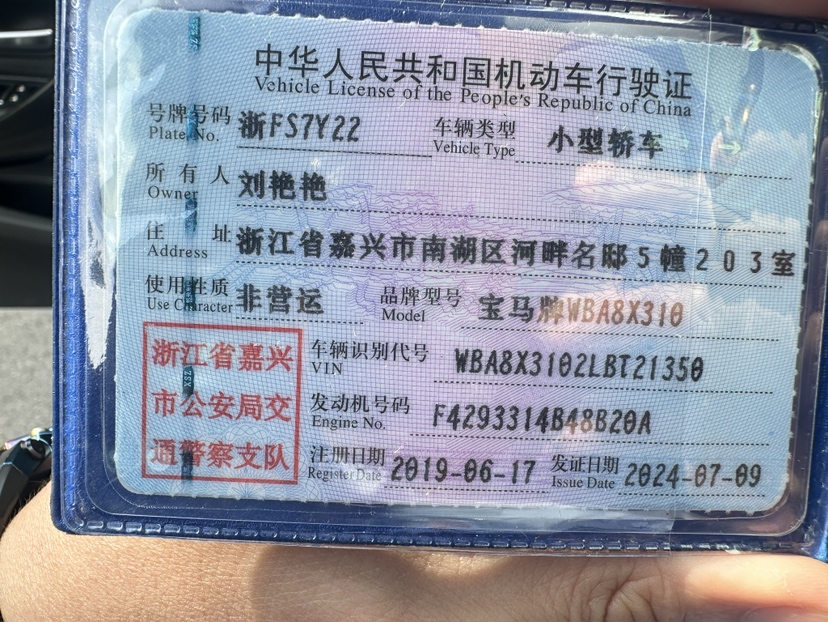 中华人民共和国机动车行驶证
Vehicle License of the People's Republic of China
号牌号码 浙FS7Y22 车辆类型 小型轿车
Plate No. Vehicle Type
所有人 刘艳艳
Owner
住址 浙江省嘉兴市南湖区河畔名邸5幢203室
Address
使用性质 非营运 品牌型号 宝马牌WBA8X310
Use Character Model
浙江省嘉兴
市公安局交
通警察支队
车辆识别代号 WBA8X3102LBT21350
VIN
发动机号码 F4293314B48B20A
Engine No.
注册日期 2019-06-17 发证日期 2024-07-09
Register Date Issue Date